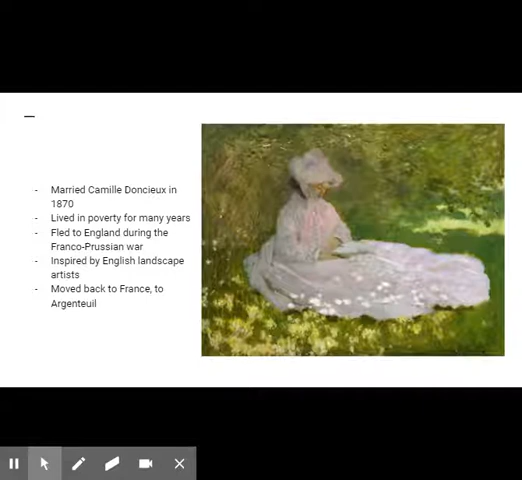 - Married Camille Doncieux in
1870
- Lived in poverty for many years
- Fled to England during the
Franco-Prussian war
- Inspired by English landscape
artists
- Moved back to France, to
Argenteuil